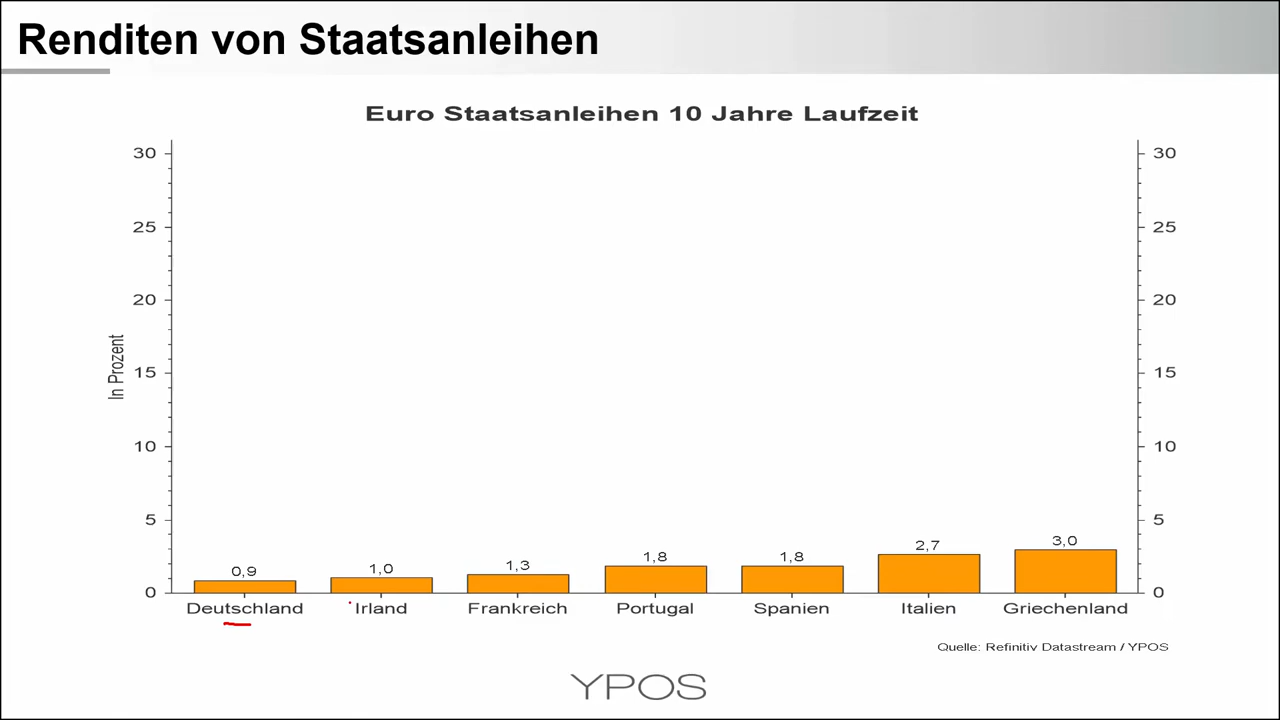 Renditen von Staatsanleihen
Euro Staatsanleihen 10 Jahre Laufzeit
In Prozent
30 30
25 25
20 20
15 15
10 10
5 5
0 0
0,9 1,0 1,3 1,8 1,8 2,7 3,0
Deutschland Irland Frankreich Portugal Spanien Italien Griechenland
Quelle: Refinitiv Datastream / YPOS
YPOS